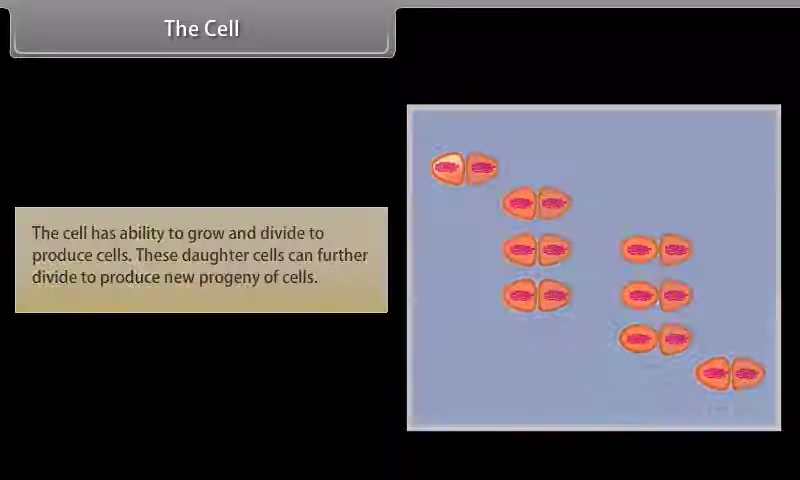 The Cell
The cell has ability to grow and divide to
produce cells. These daughter cells can further
divide to produce new progeny of cells.